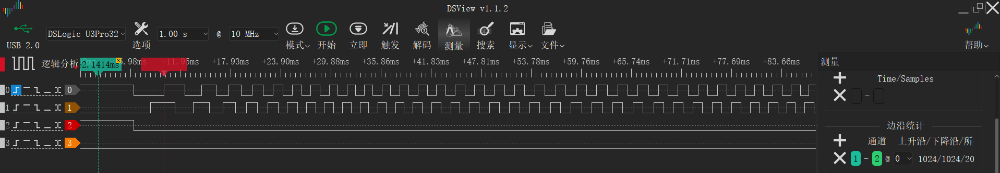 DSView v1.1.2
USB 2.0
DSLogic U3Pro32
选项
1.00 s
@
10 MHz
模式
开始
立即
触发
解码
测量
搜索
显示
文件
帮助
逻辑分析
2.1414ms
+11.95ms +17.93ms +23.90ms +29.88ms +35.86ms +41.83ms +47.81ms +53.78ms +59.76ms +65.74ms +71.71ms +77.69ms +83.66ms
0 0
1 1
2 2
3 3
测量
Time/Samples
-
边沿统计
通道 上升沿/下降沿/所
1 - 2 @ 0 1024/1024/20